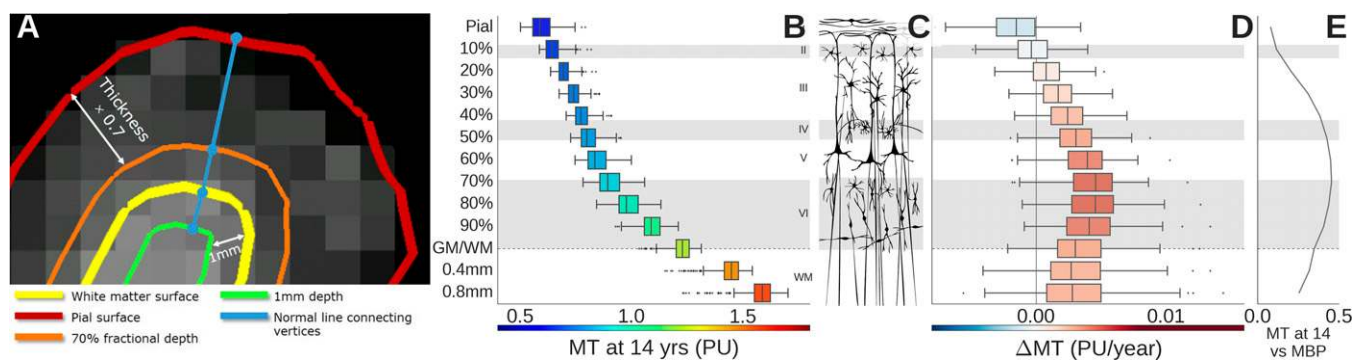 A
Thickness
× 0.7
1mm
White matter surface
Pial surface
70% fractional depth
1mm depth
Normal line connecting
vertices
B
Pial
10%
20%
30%
40%
50%
60%
70%
80%
90%
GM/WM
0.4mm
0.8mm
II
III
IV
V
VI
WM
0.5
1.0
1.5
MT at 14 yrs (PU)
C
D
0.00
0.01
ΔMT (PU/year)
E
0.0
0.5
MT at 14
vs MBP